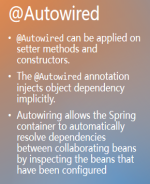 @Autowired
• @Autowired can be applied on
setter methods and
constructors.
• The @Autowired annotation
injects object dependency
implicitly.
• Autowiring allows the Spring
container to automatically
resolve dependencies
between collaborating beans
by inspecting the beans that
have been configured